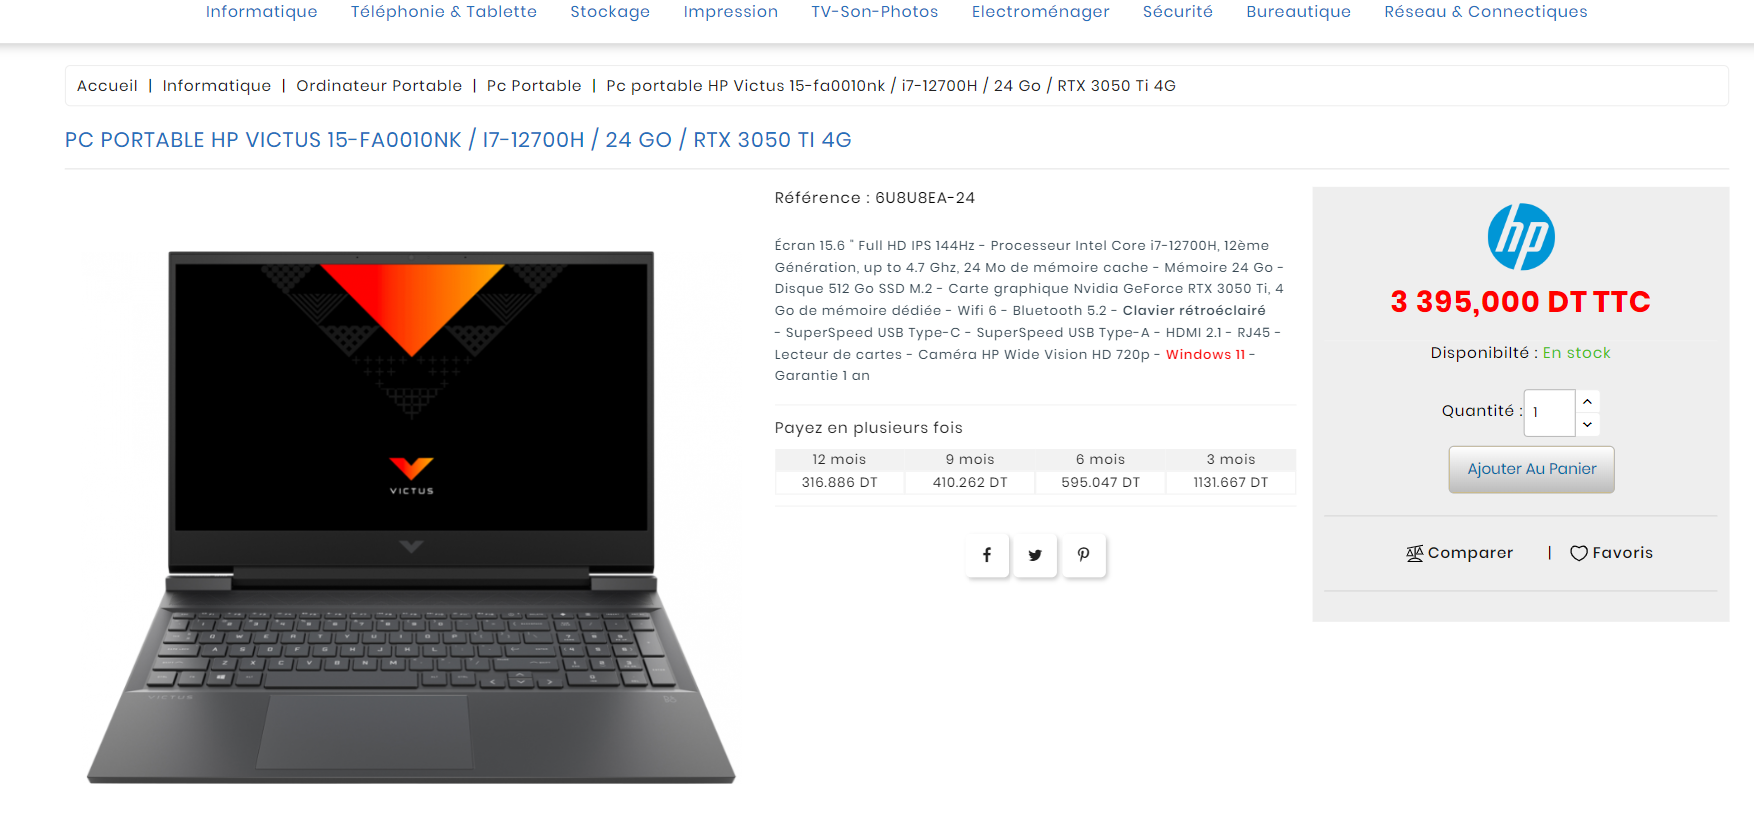 Informatique Téléphonie & Tablette Stockage Impression TV-Son-Photos Electroménager Sécurité Bureautique Réseau & Connectiques
Accueil | Informatique | Ordinateur Portable | Pc Portable | Pc portable HP Victus 15-fa0010nk / i7-12700H / 24 Go / RTX 3050 Ti 4G
PC PORTABLE HP VICTUS 15-FA0010NK / I7-12700H / 24 GO / RTX 3050 TI 4G
VICTUS
Référence : 6U8U8EA-24
Écran 15.6 " Full HD IPS 144Hz - Processeur Intel Core i7-12700H, 12ème
Génération, up to 4.7 Ghz, 24 Mo de mémoire cache - Mémoire 24 Go -
Disque 512 Go SSD M.2 - Carte graphique Nvidia GeForce RTX 3050 Ti, 4
Go de mémoire dédiée - Wifi 6 - Bluetooth 5.2 - Clavier rétroéclairé
- SuperSpeed USB Type-C - SuperSpeed USB Type-A - HDMI 2.1 - RJ45 -
Lecteur de cartes - Caméra HP Wide Vision HD 720p - Windows 11 -
Garantie 1 an
Payez en plusieurs fois
12 mois 9 mois 6 mois 3 mois
316.886 DT 410.262 DT 595.047 DT 1131.667 DT
hp
3 395,000 DT TTC
Disponibilté : En stock
Quantité : 1
Ajouter Au Panier
Comparer | Favoris